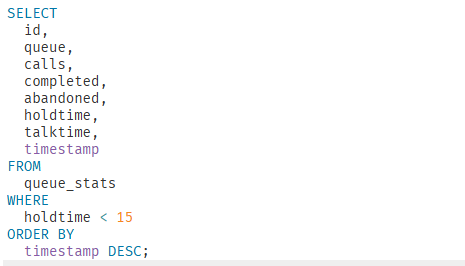 SELECT
  id,
  queue,
  calls,
  completed,
  abandoned,
  holdtime,
  talktime,
  timestamp
FROM
  queue_stats
WHERE
  holdtime < 15
ORDER BY
  timestamp DESC;